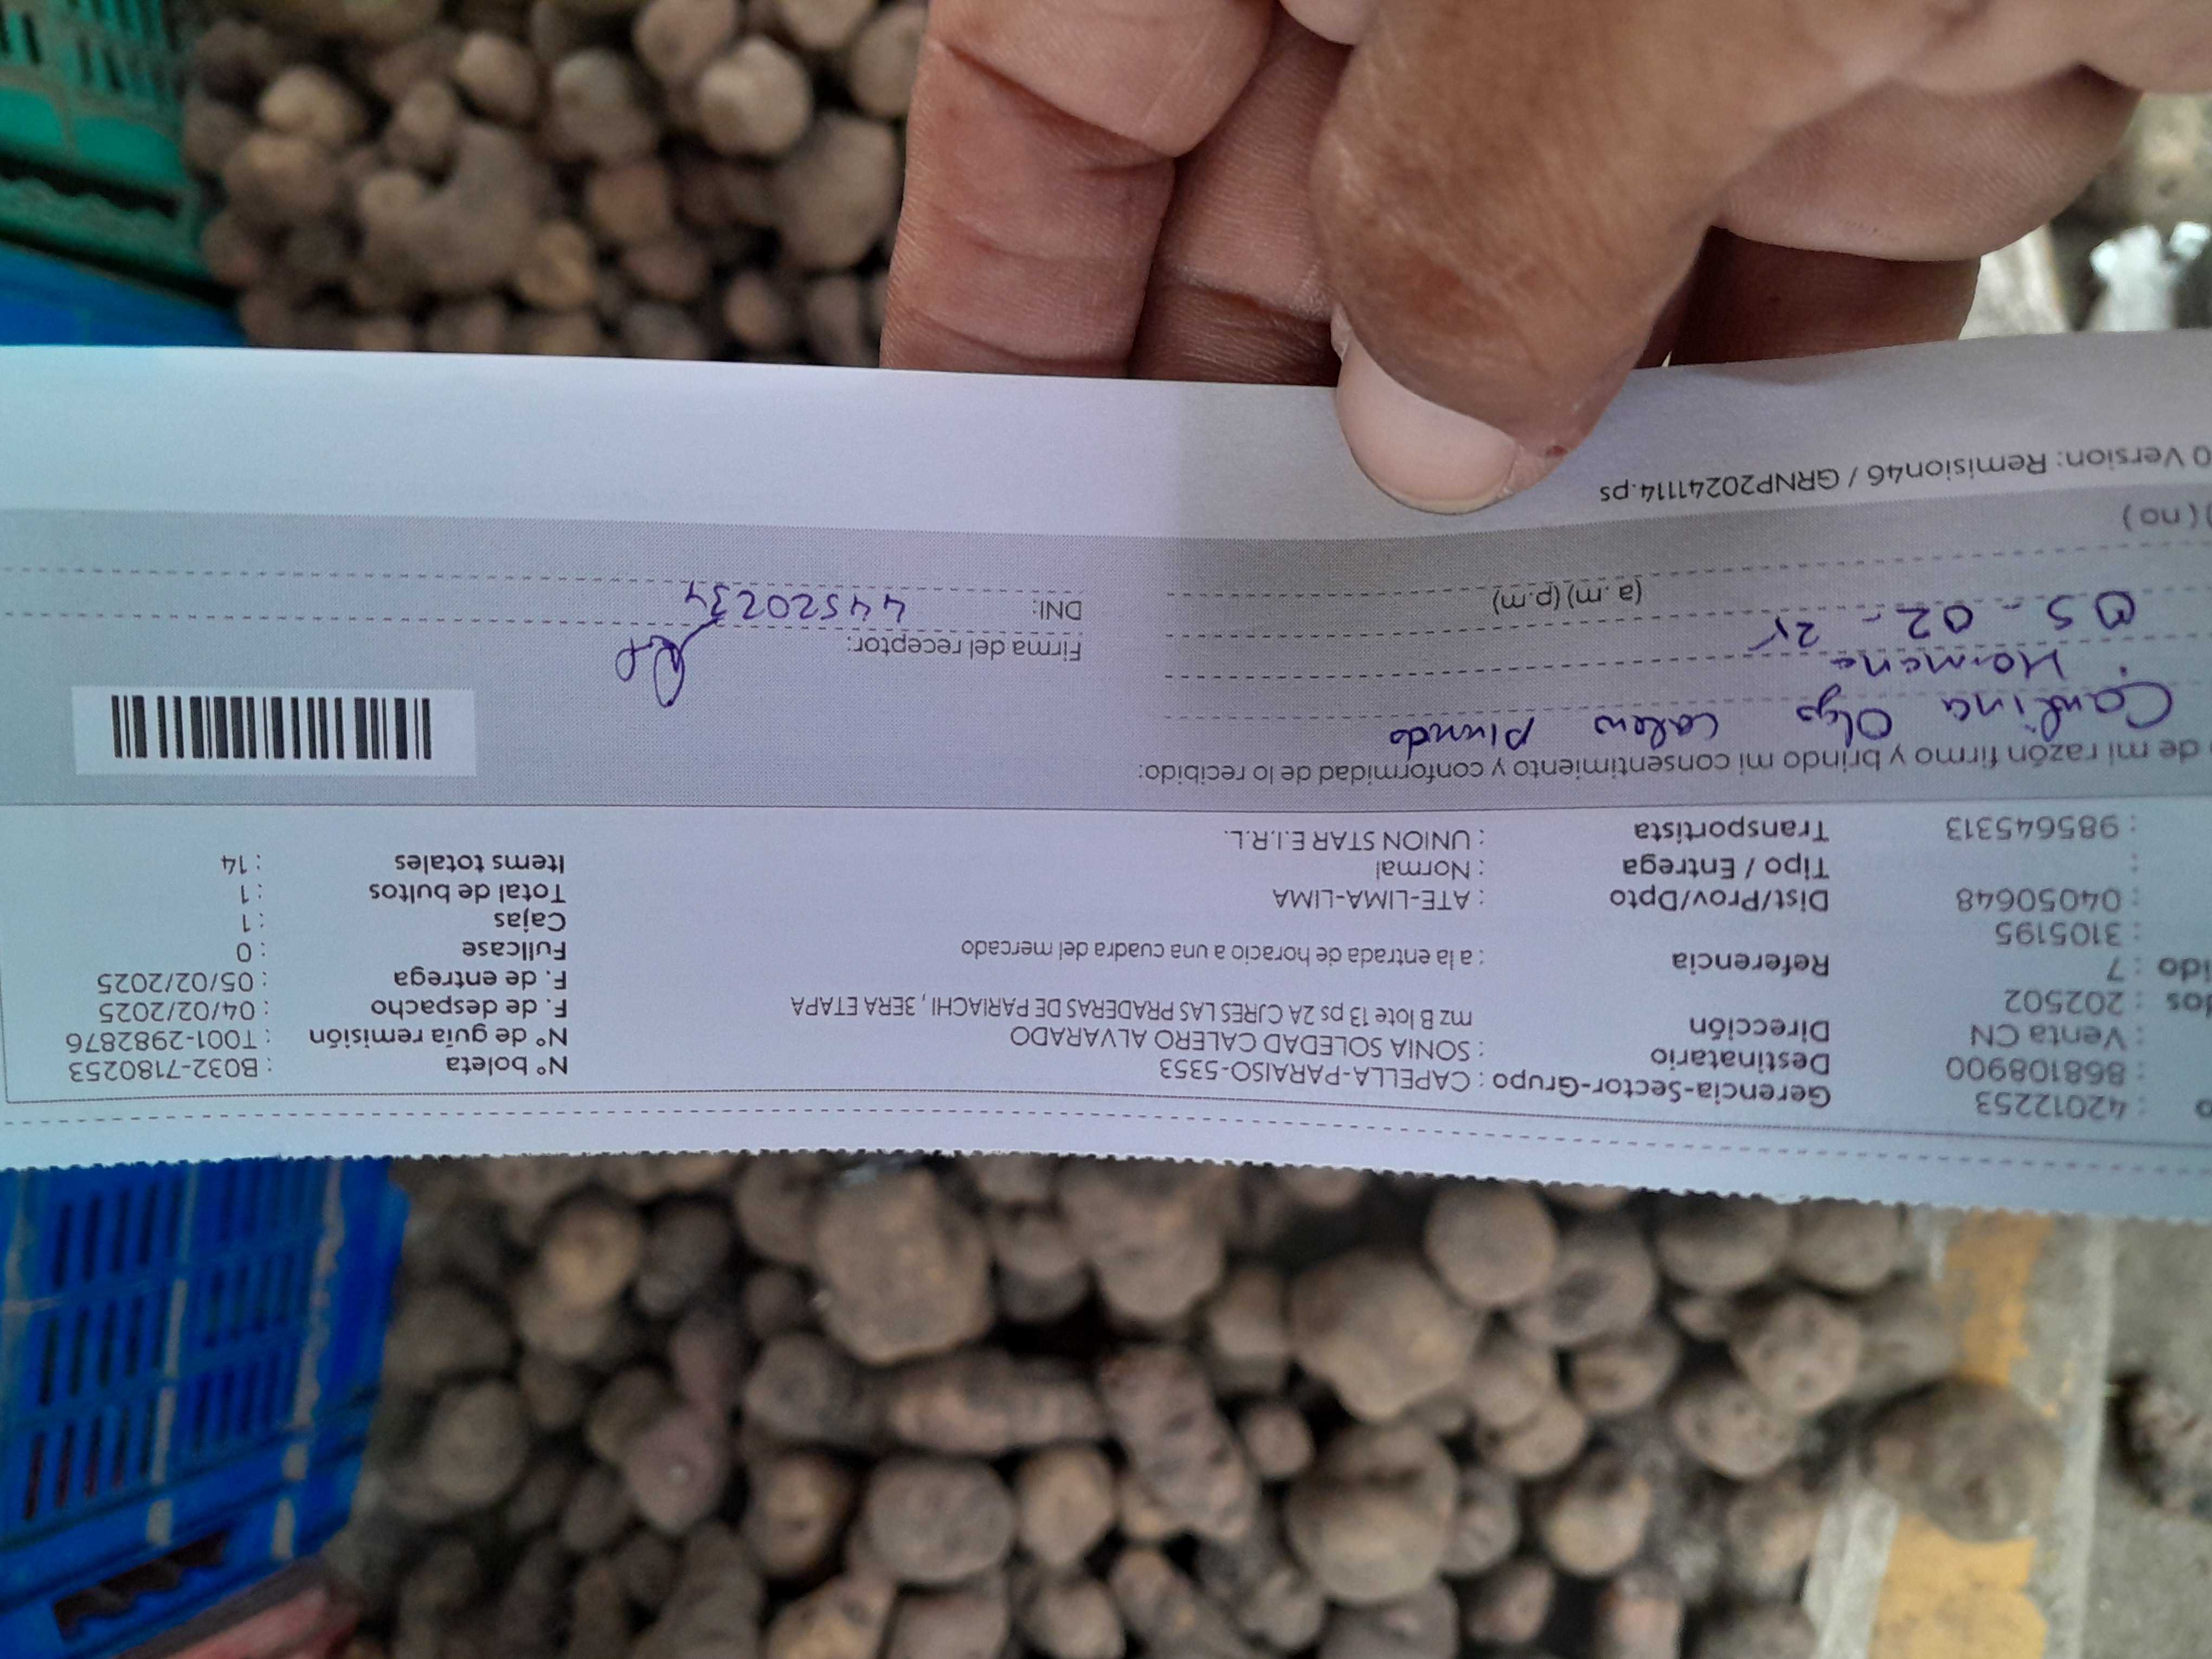 o : 42012253 Gerencia-Sector-Grupo : CAPELLA-PARAISO-5353 N° boleta : B032-7180253
: 868108900 Destinatario : SONIA SOLEDAD CALERO ALVARADO N° de guía remisión : T001-2982876
: Venta CN Dirección mz B lote 13 ps 2A CJRES LAS PRADERAS DE PARIACHI , 3ERA ETAPA F. de despacho : 04/02/2025
dos : 202502 F. de entrega : 05/02/2025
ido : 7 Referencia : a la entrada de horacio a una cuadra del mercado Fullcase : 0
: 3105195 Cajas : 1
: 04050648 Dist/Prov/Dpto : ATE-LIMA-LIMA Total de bultos : 1
: Tipo / Entrega : Normal Items totales : 14
: 985645313 Transportista : UNION STAR E.I.R.L.
de mi razón firmo y brindo mi consentimiento y conformidad de lo recibido:
Olga
Hermana Firma del receptor:
05-02-25 (a.m) (p.m) DNI: 44520234
) ( no )
0 Version: Remision46 / GRNP20241114.ps